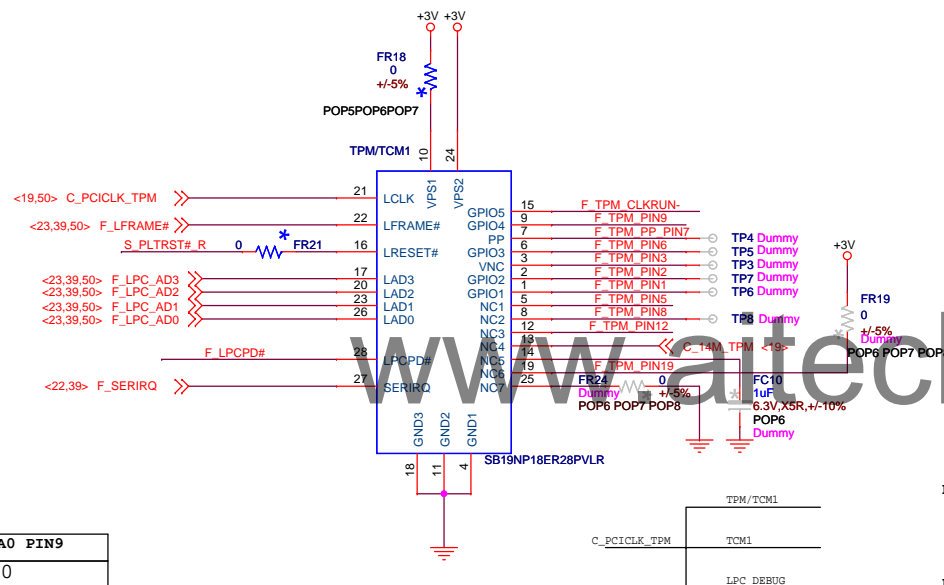 +3V +3V
FR18
0
+/-5%
*
POP5POP6POP7
TPM/TCM1
10
24
VPS1
VPS2
<19,50> C_PCICLK_TPM
21
LCLK
<23,39,50> F_LFRAME#
22
LFRAME#
S_PLTRST#_R
0
*
FR21
16
LRESET#
<23,39,50> F_LPC_AD3
17
LAD3
<23,39,50> F_LPC_AD2
20
LAD2
<23,39,50> F_LPC_AD1
23
LAD1
<23,39,50> F_LPC_AD0
26
LAD0
F_LPCPD#
28
LPCPD#
<22,39> F_SERIRQ
27
SERIRQ
GPIO5
15
F_TPM_CLKRUN-
GPIO4
9
F_TPM_PIN9
PP
7
F_TPM_PP_PIN7
TP4 Dummy
GPIO3
6
F_TPM_PIN6
TP5 Dummy
VNC
3
F_TPM_PIN3
TP3 Dummy
GPIO2
2
F_TPM_PIN2
TP7 Dummy
GPIO1
1
F_TPM_PIN1
TP6 Dummy
NC1
5
F_TPM_PIN5
NC2
8
F_TPM_PIN8
TP8 Dummy
NC3
12
F_TPM_PIN12
NC4
13
C_14M_TPM <19>
NC5
14
NC6
19
F_TPM_PIN19
NC7
25
+3V
FR19
0
+/-5%
*
Dummy
POP6 POP7 POP8
FR24
0
Dummy
*
+/-5%
POP6 POP7 POP8
FC10
1uF
*
6.3V,X5R,+/-10%
POP6
Dummy
www.aitech
GND3
GND2
GND1
18
11
4
SB19NP18ER28PVLR
A0 PIN9
0
TPM/TCM1
C_PCICLK_TPM
TCM1
LPC DEBUG